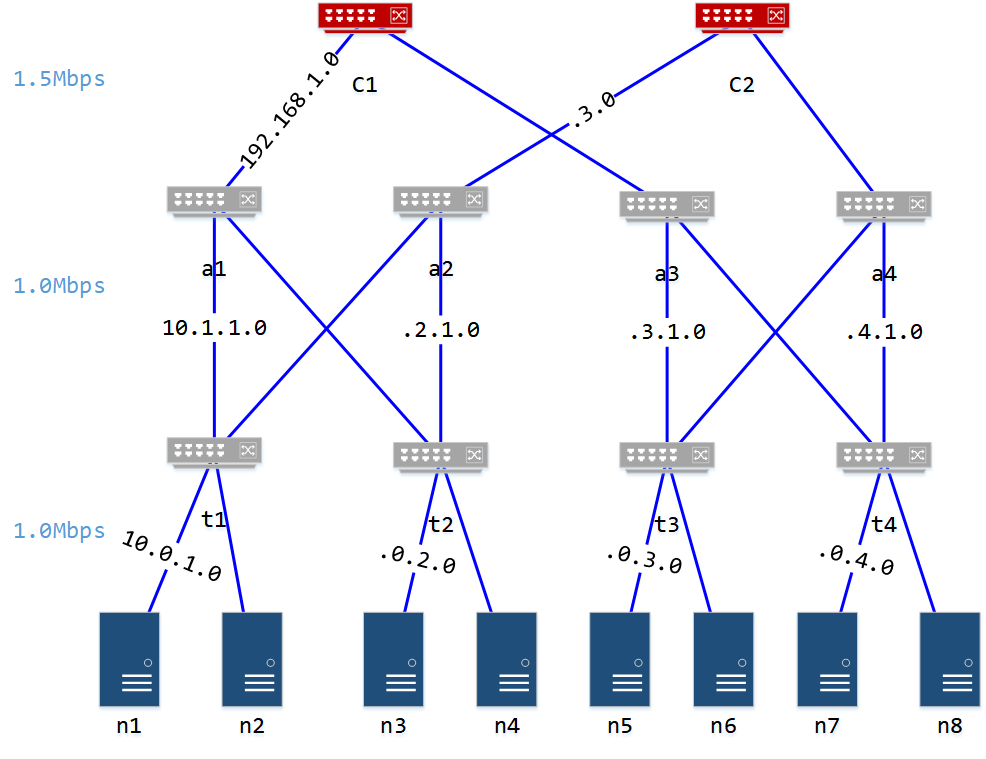 1.5Mbps
192.168.1.0
C1
.3.0
C2
a1
a2
a3
a4
1.0Mbps
10.1.1.0
.2.1.0
.3.1.0
.4.1.0
1.0Mbps
t1
t2
t3
t4
10.0.1.0
.0.2.0
.0.3.0
.0.4.0
n1
n2
n3
n4
n5
n6
n7
n8